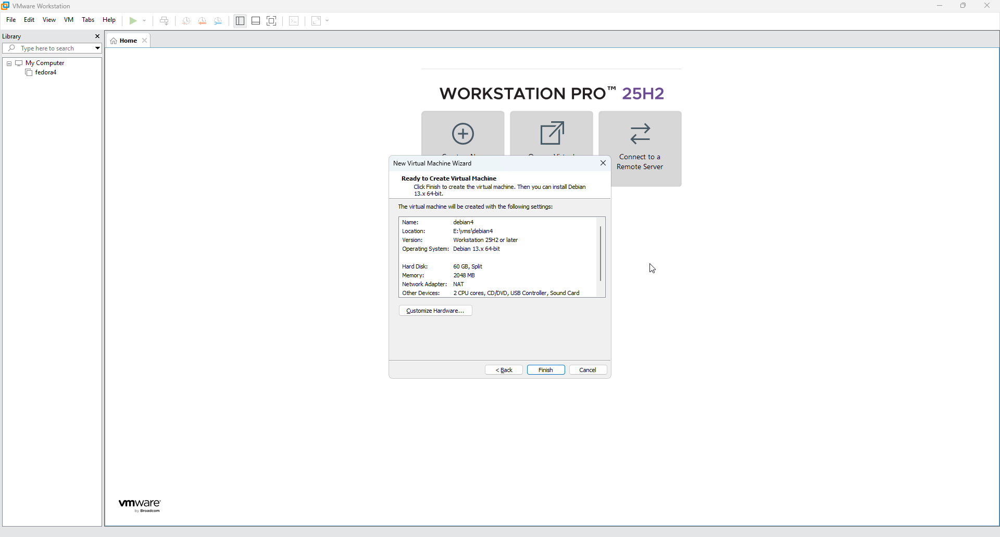 VMware Workstation
File Edit View VM Tabs Help
Library
Type here to search
My Computer
fedora4
Home
WORKSTATION PRO™ 25H2
Connect to a
Remote Server
New Virtual Machine Wizard
Ready to Create Virtual Machine
Click Finish to create the virtual machine. Then you can install Debian
13.x 64-bit.
The virtual machine will be created with the following settings:
Name: debian4
Location: E:\vms\debian4
Version: Workstation 25H2 or later
Operating System: Debian 13.x 64-bit
Hard Disk: 60 GB, Split
Memory: 2048 MB
Network Adapter: NAT
Other Devices: 2 CPU cores, CD/DVD, USB Controller, Sound Card
Customize Hardware...
< Back Finish Cancel
vmware
by Broadcom